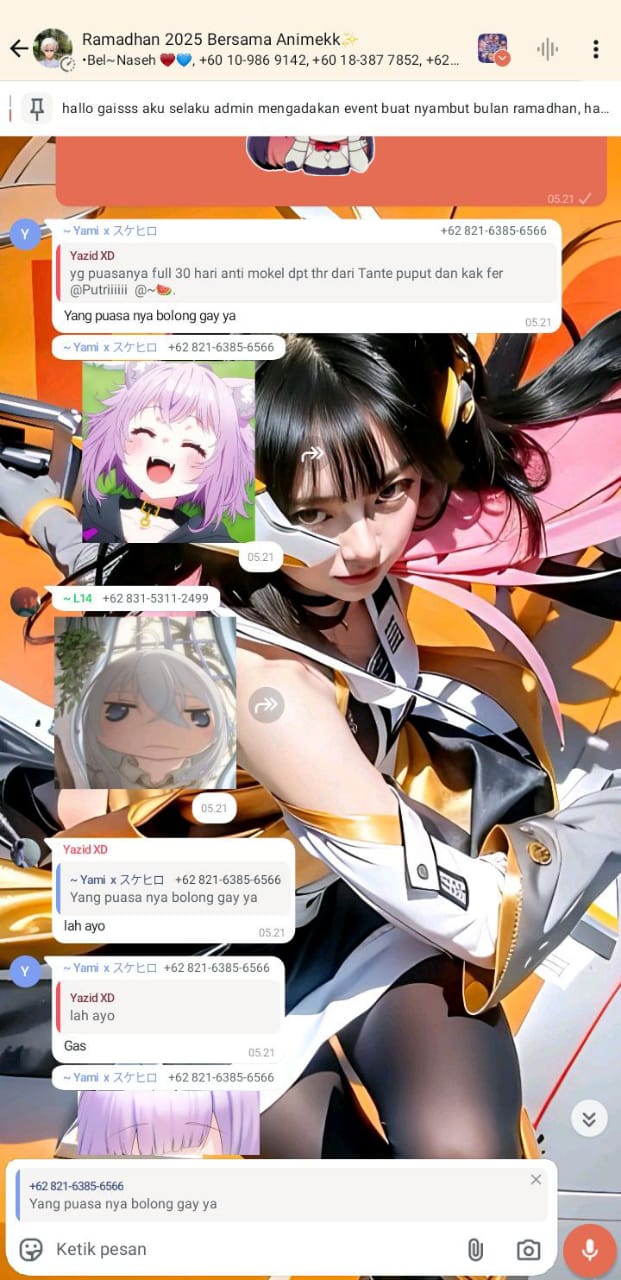 Ramadhan 2025 Bersama Animekk✨
•Bel~Naseh ❤️🩵, +60 10-986 9142, +60 18-387 7852, +62...
hallo gaisss aku selaku admin mengadakan event buat nyambut bulan ramadhan, ha...
05.21
Y
~ Yami x スケヒロ +62 821-6385-6566
Yazid XD
yg puasanya full 30 hari anti mokel dpt thr dari Tante puput dan kak fer
@Putriiiiii @~🍉.
Yang puasa nya bolong gay ya
05.21
~ Yami x スケヒロ +62 821-6385-6566
05.21
~ L14 +62 831-5311-2499
05.21
Yazid XD
~ Yami x スケヒロ +62 821-6385-6566
Yang puasa nya bolong gay ya
lah ayo
05.21
Y
~ Yami x スケヒロ +62 821-6385-6566
Yazid XD
lah ayo
Gas
05.21
~ Yami x スケヒロ +62 821-6385-6566
+62 821-6385-6566
Yang puasa nya bolong gay ya
Ketik pesan